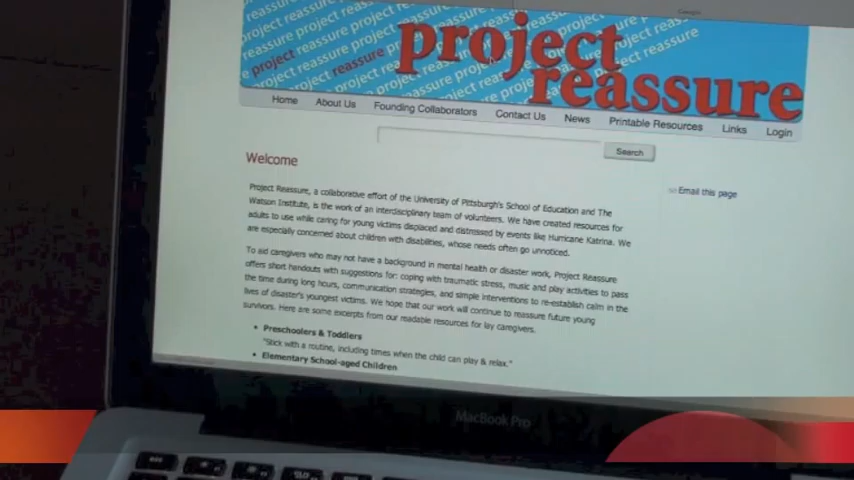 project
reassure
Home About Us Founding Collaborators Contact Us News Printable Resources Links Login
Search
Welcome
Email this page
Project Reassure, a collaborative effort of the University of Pittsburgh's School of Education and The
Watson Institute, is the work of an interdisciplinary team of volunteers. We have created resources for
adults to use while caring for young victims displaced and distressed by events like Hurricane Katrina. We
are especially concerned about children with disabilities, whose needs often go unnoticed.
To aid caregivers who may not have a background in mental health or disaster work, Project Reassure
offers short handouts with suggestions for: coping with traumatic stress, music and play activities to pass
the time during long hours, communication strategies, and simple interventions to re-establish calm in the
lives of disaster's youngest victims. We hope that our work will continue to reassure future young
survivors. Here are some excerpts from our readable resources for lay caregivers.
• Preschoolers & Toddlers
"Stick with a routine, including times when the child can play & relax."
• Elementary School-aged Children
MacBook Pro